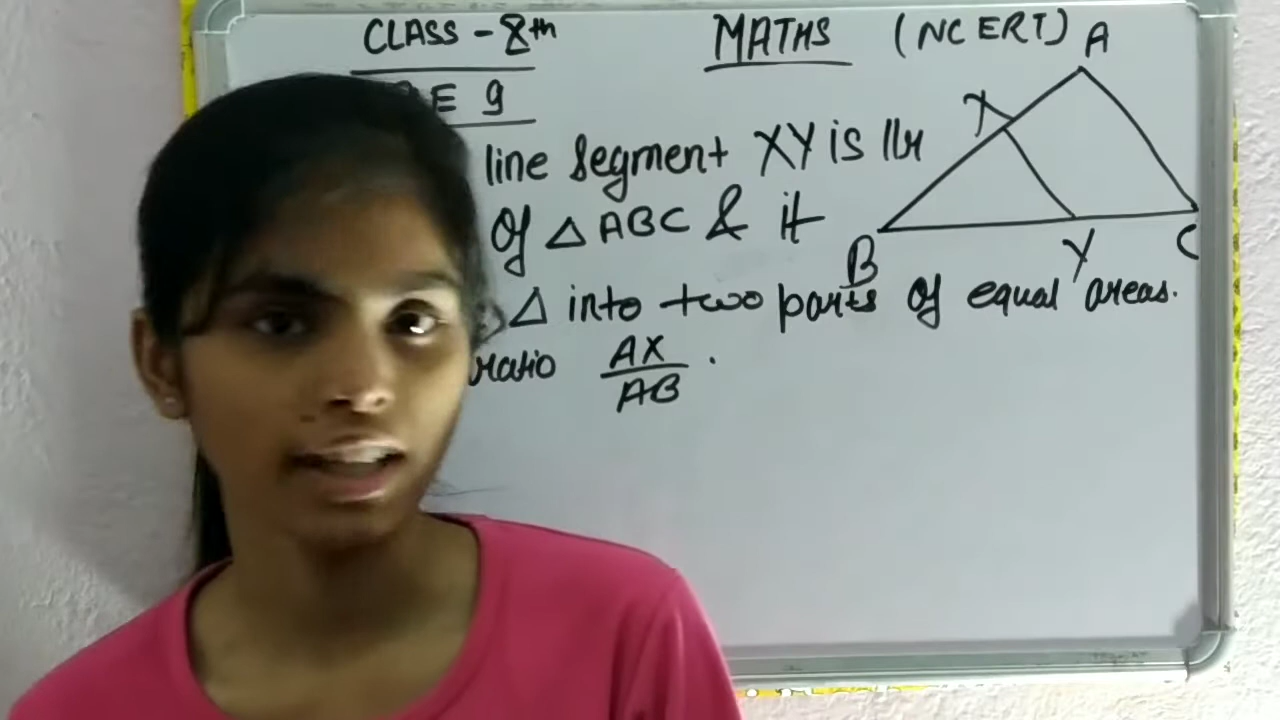 CLASS - 8th MATHS (NCERT)
E 9
line segment XY is llr
of △ ABC & it
△ into two parts of equal areas.
ratio AX
AB .
A
X
B
Y
C